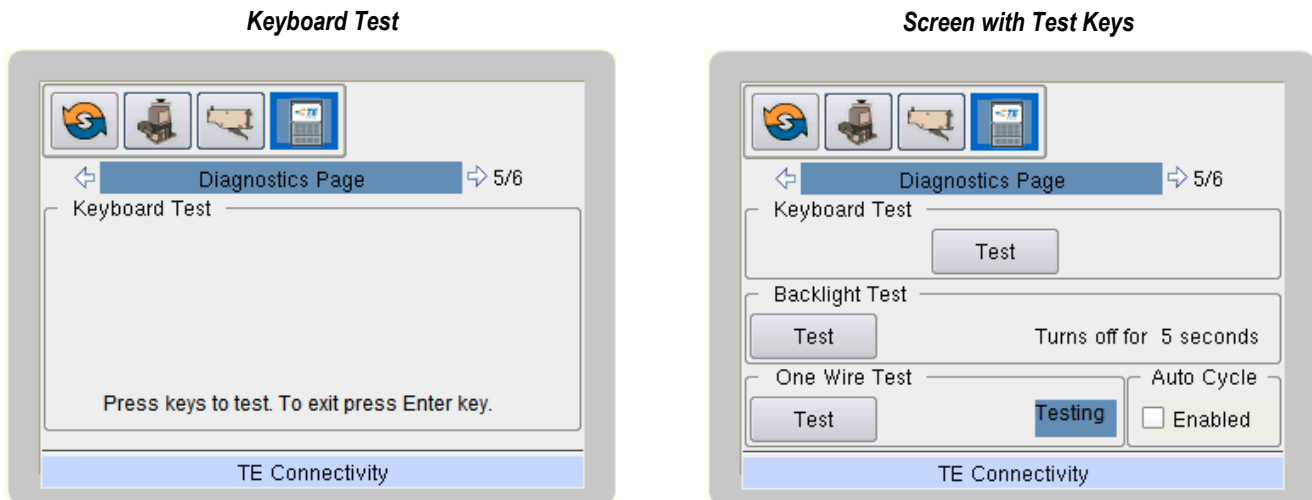 Keyboard Test
TE
Diagnostics Page 5/6
Keyboard Test
Press keys to test. To exit press Enter key.
TE Connectivity
Screen with Test Keys
TE
Diagnostics Page 5/6
Keyboard Test
Test
Backlight Test
Test Turns off for 5 seconds
One Wire Test Auto Cycle
Test Testing Enabled
TE Connectivity